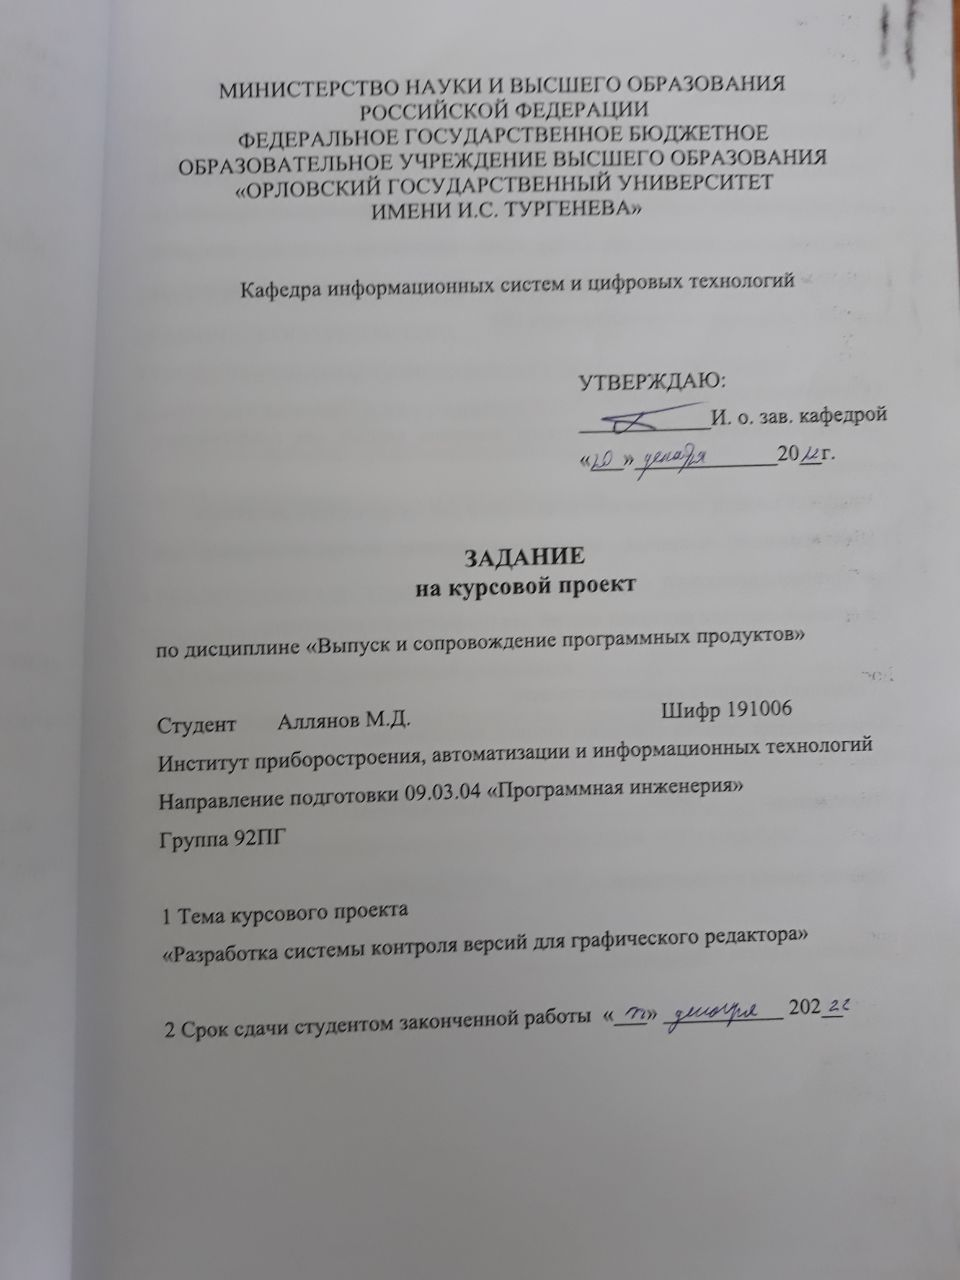 МИНИСТЕРСТВО НАУКИ И ВЫСШЕГО ОБРАЗОВАНИЯ
РОССИЙСКОЙ ФЕДЕРАЦИИ
ФЕДЕРАЛЬНОЕ ГОСУДАРСТВЕННОЕ БЮДЖЕТНОЕ
ОБРАЗОВАТЕЛЬНОЕ УЧРЕЖДЕНИЕ ВЫСШЕГО ОБРАЗОВАНИЯ
«ОРЛОВСКИЙ ГОСУДАРСТВЕННЫЙ УНИВЕРСИТЕТ
ИМЕНИ И.С. ТУРГЕНЕВА»
Кафедра информационных систем и цифровых технологий
УТВЕРЖДАЮ:
И. о. зав. кафедрой
«20» декабря 20 г.
ЗАДАНИЕ
на курсовой проект
по дисциплине «Выпуск и сопровождение программных продуктов»
Студент Аллянов М.Д. Шифр 191006
Институт приборостроения, автоматизации и информационных технологий
Направление подготовки 09.03.04 «Программная инженерия»
Группа 92ПГ
1 Тема курсового проекта
«Разработка системы контроля версий для графического редактора»
2 Срок сдачи студентом законченной работы « » декабря 202